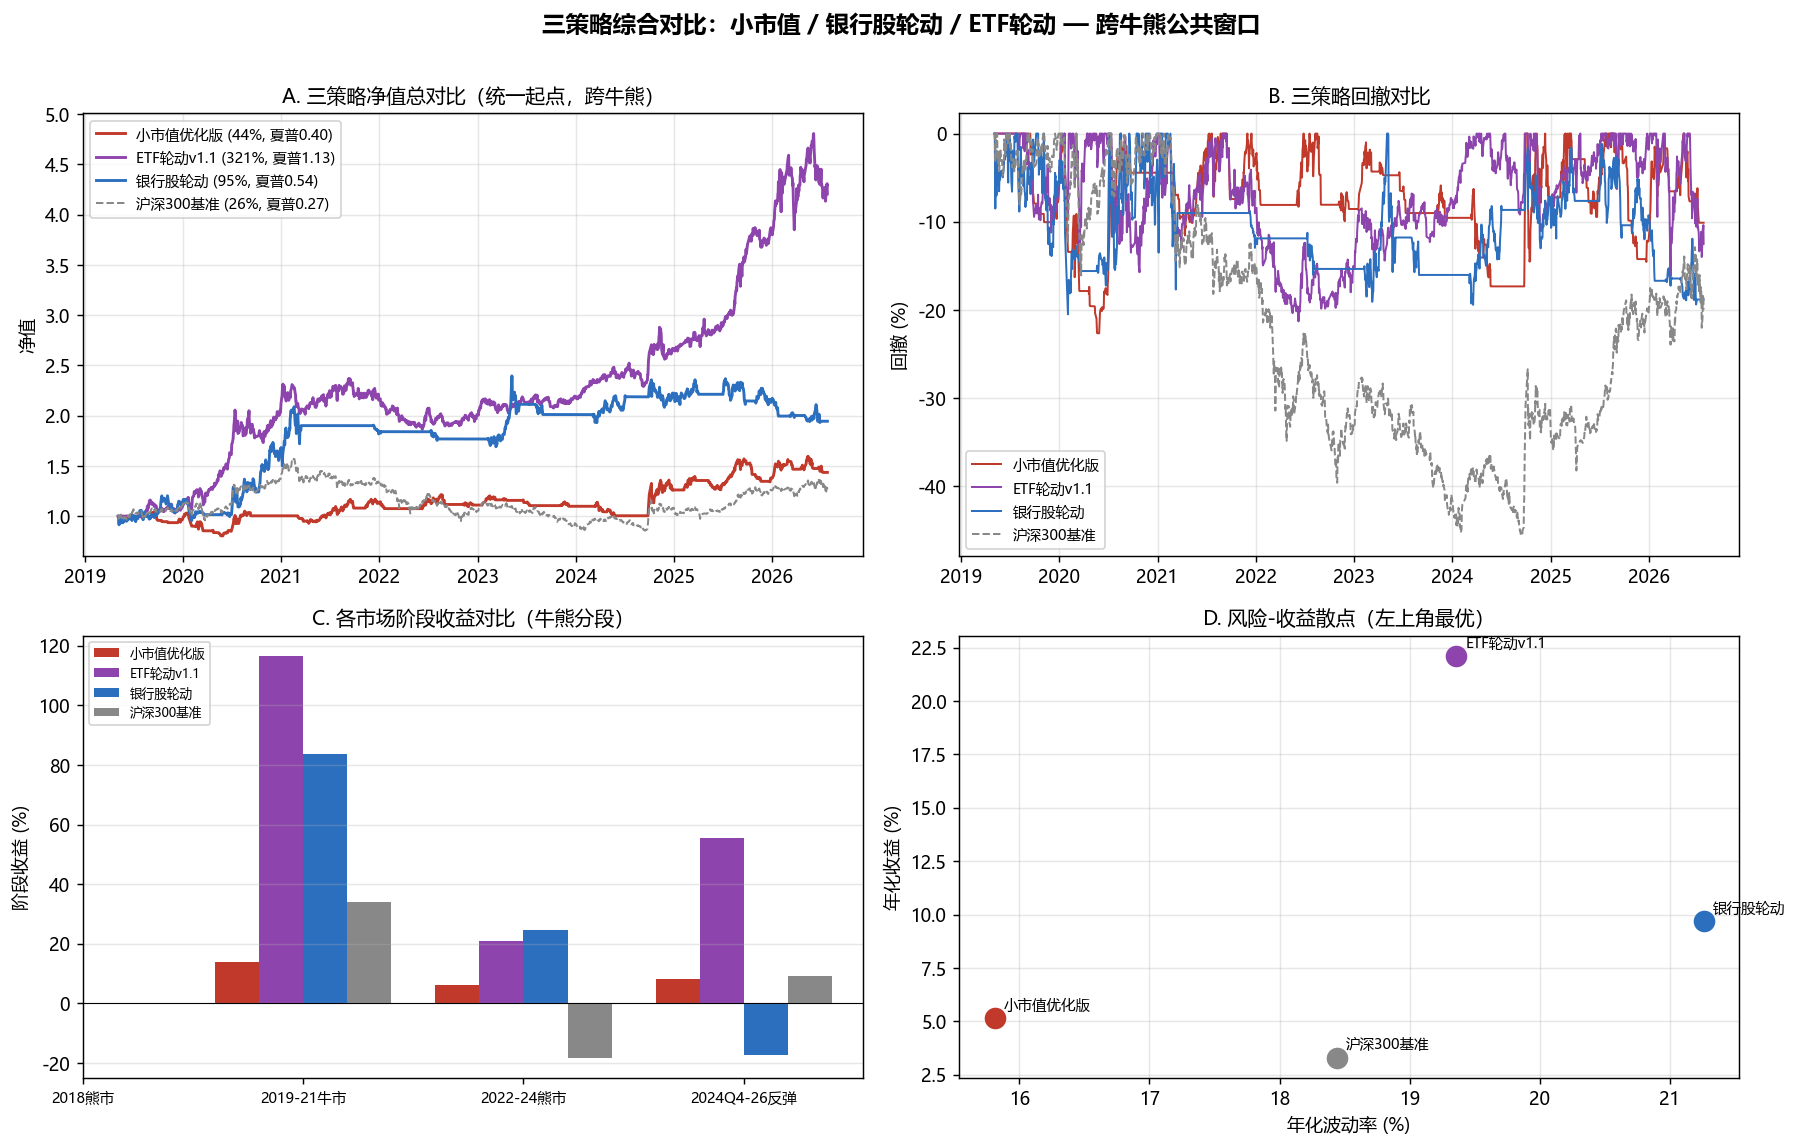 三策略综合对比：小市值 / 银行股轮动 / ETF轮动 — 跨牛熊公共窗口
A. 三策略净值总对比（统一起点，跨牛熊）
小市值优化版 (44%, 夏普0.40)
ETF轮动v1.1 (321%, 夏普1.13)
银行股轮动 (95%, 夏普0.54)
沪深300基准 (26%, 夏普0.27)
净值
5.0
4.5
4.0
3.5
3.0
2.5
2.0
1.5
1.0
2019 2020 2021 2022 2023 2024 2025 2026
B. 三策略回撤对比
回撤 (%)
0
-10
-20
-30
-40
小市值优化版
ETF轮动v1.1
银行股轮动
沪深300基准
2019 2020 2021 2022 2023 2024 2025 2026
C. 各市场阶段收益对比（牛熊分段）
小市值优化版
ETF轮动v1.1
银行股轮动
沪深300基准
阶段收益 (%)
120
100
80
60
40
20
0
-20
2018熊市 2019-21牛市 2022-24熊市 2024Q4-26反弹
D. 风险-收益散点（左上角最优）
年化收益 (%)
22.5
20.0
17.5
15.0
12.5
10.0
7.5
5.0
2.5
ETF轮动v1.1
银行股轮动
小市值优化版
沪深300基准
16 17 18 19 20 21
年化波动率 (%)